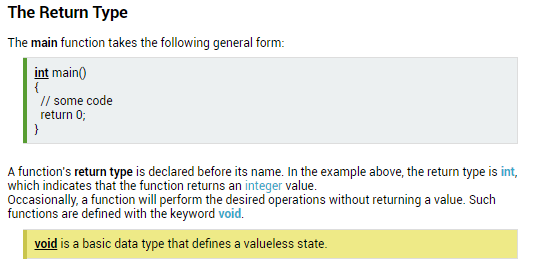 The Return Type
The main function takes the following general form:
int main()
{
// some code
return 0;
}
A function's return type is declared before its name. In the example above, the return type is int,
which indicates that the function returns an integer value.
Occasionally, a function will perform the desired operations without returning a value. Such
functions are defined with the keyword void.
void is a basic data type that defines a valueless state.